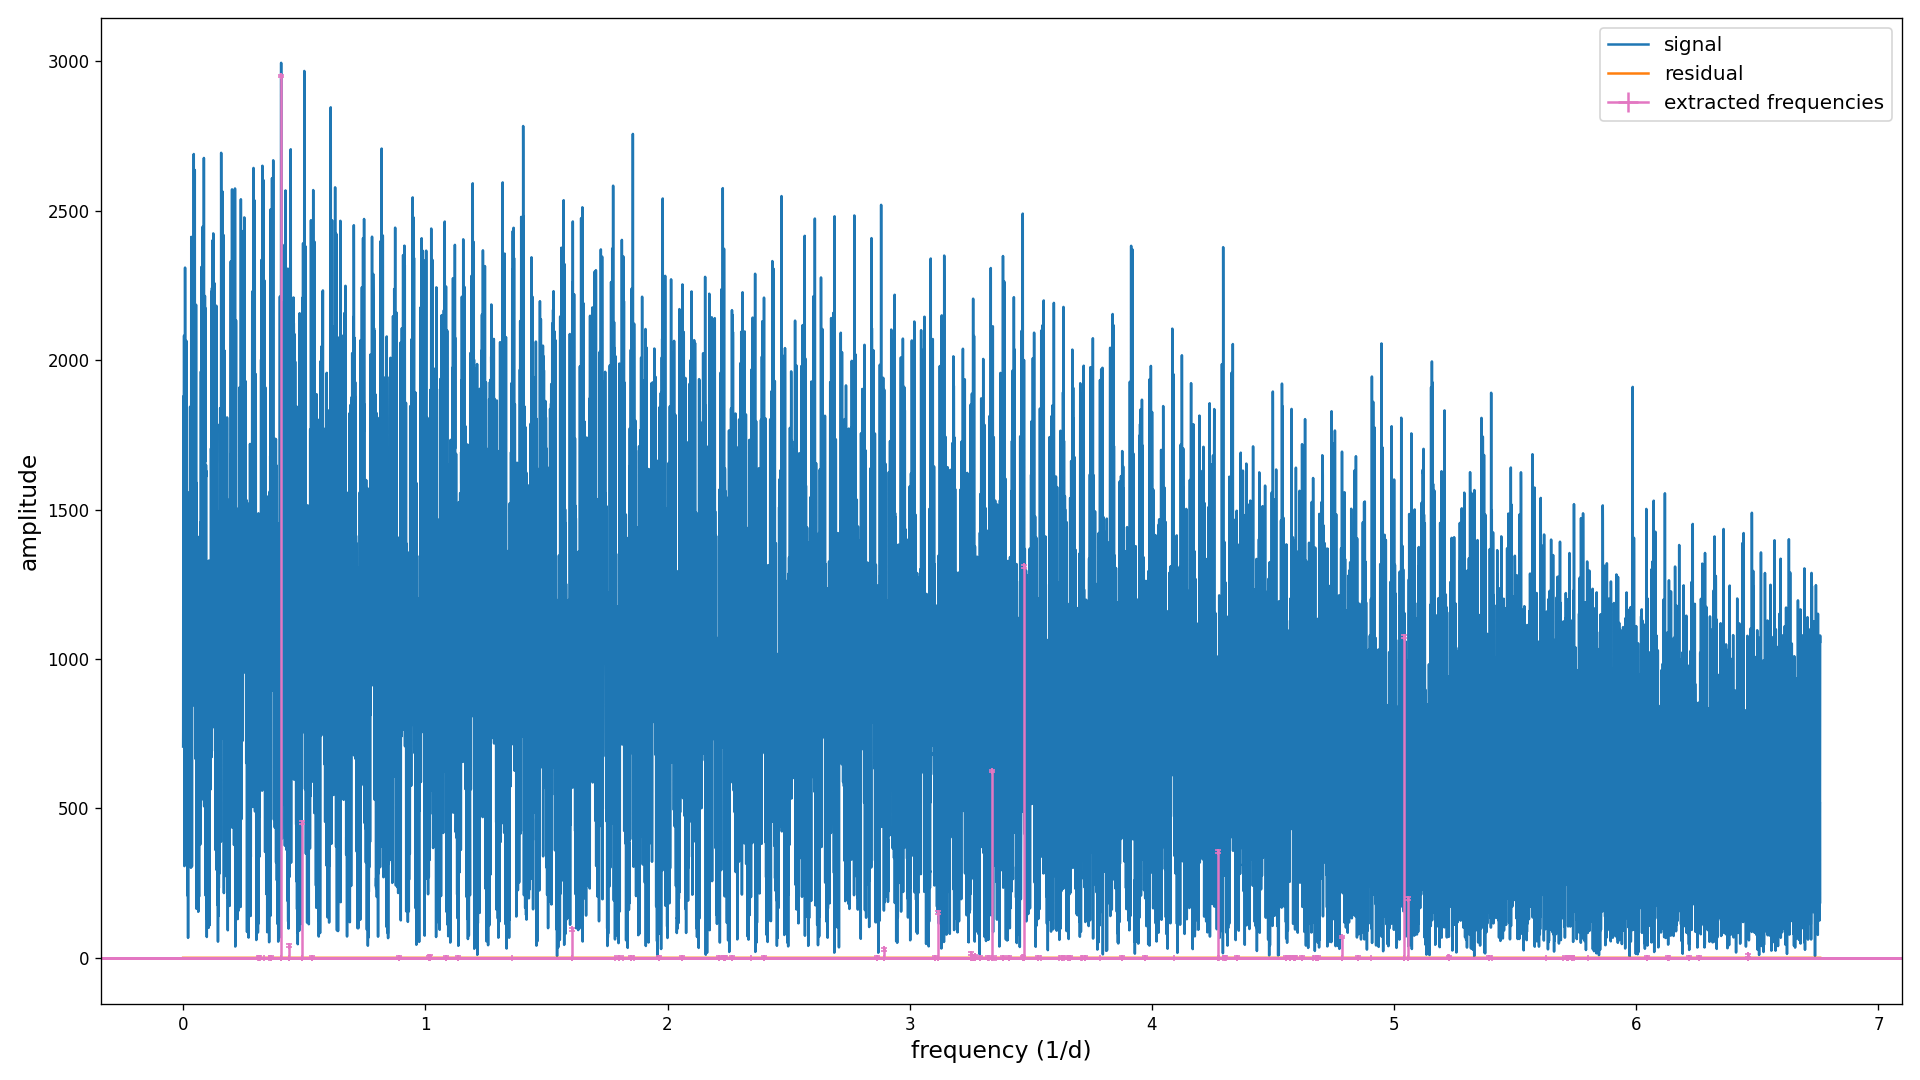 3000
2500
2000
1500
1000
500
0
amplitude
signal
residual
extracted frequencies
0 1 2 3 4 5 6 7
frequency (1/d)